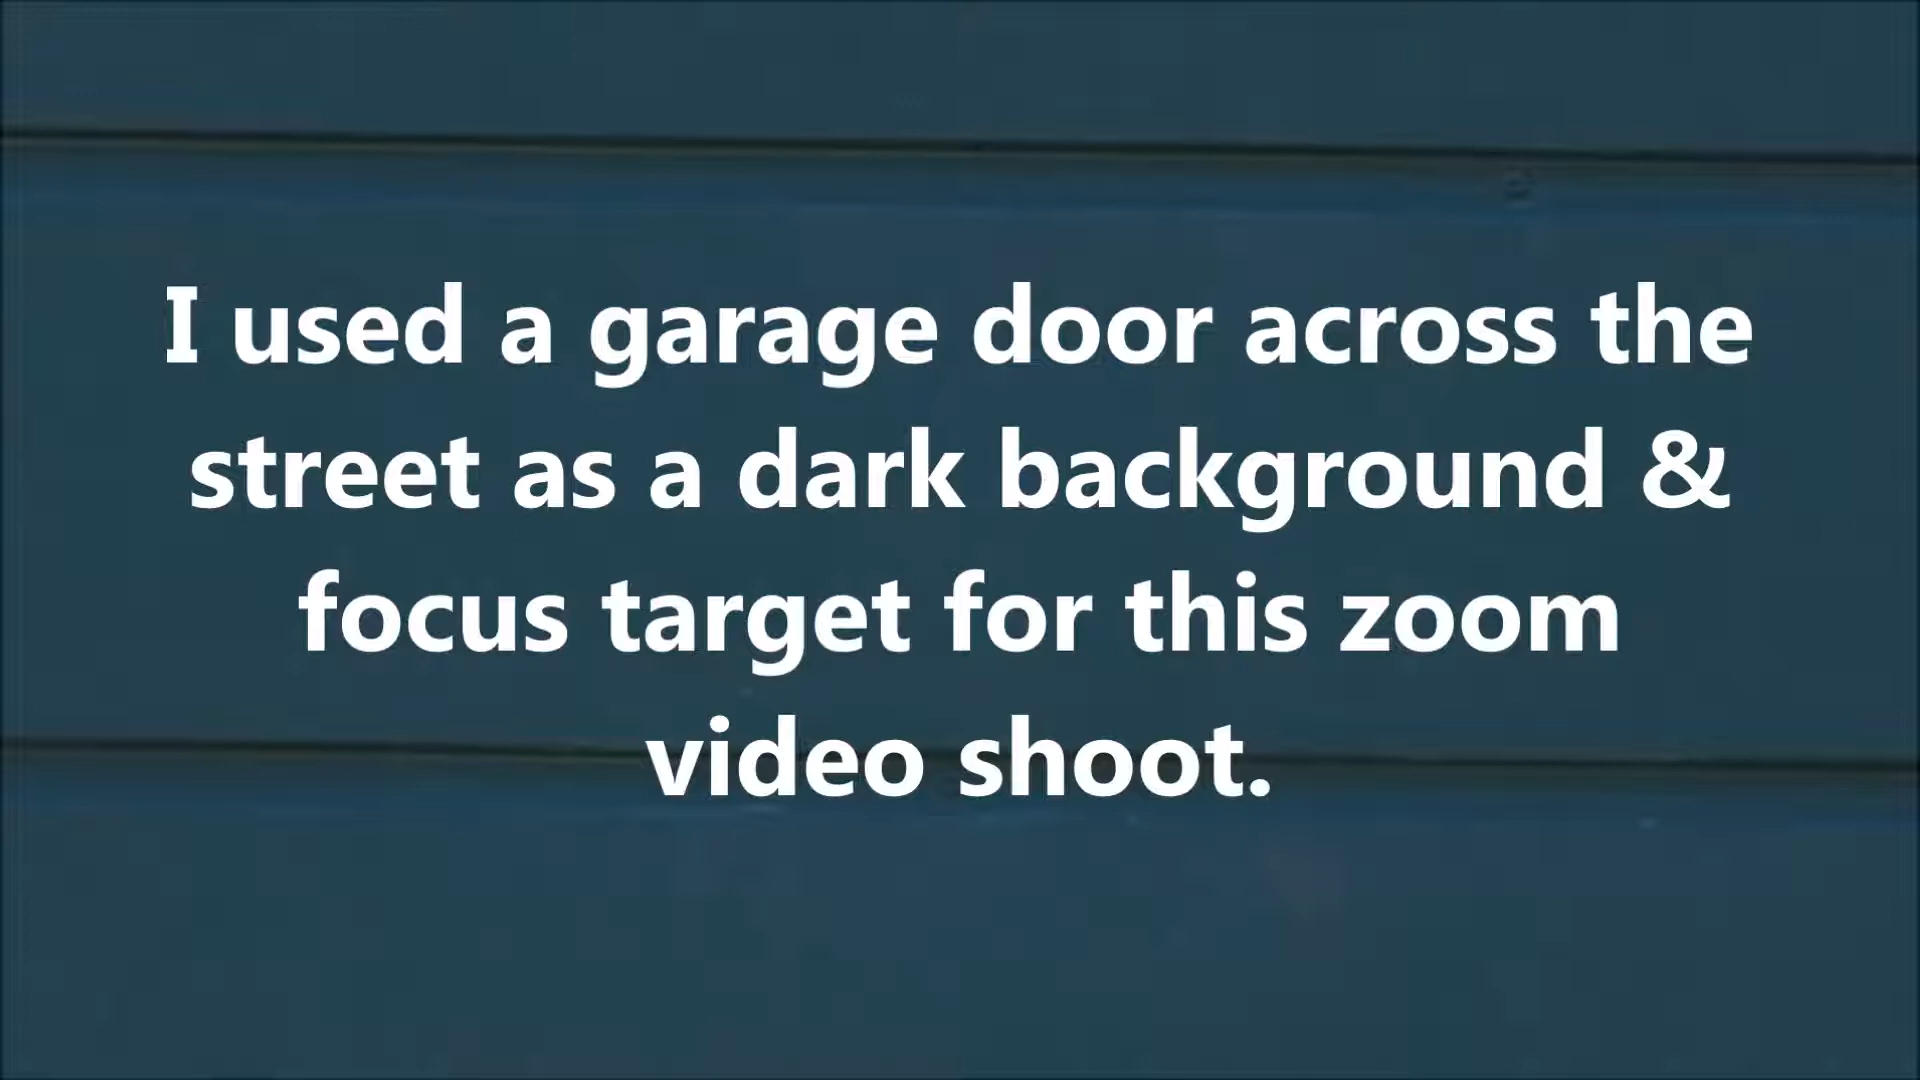 I used a garage door across the
street as a dark background &
focus target for this zoom
video shoot.